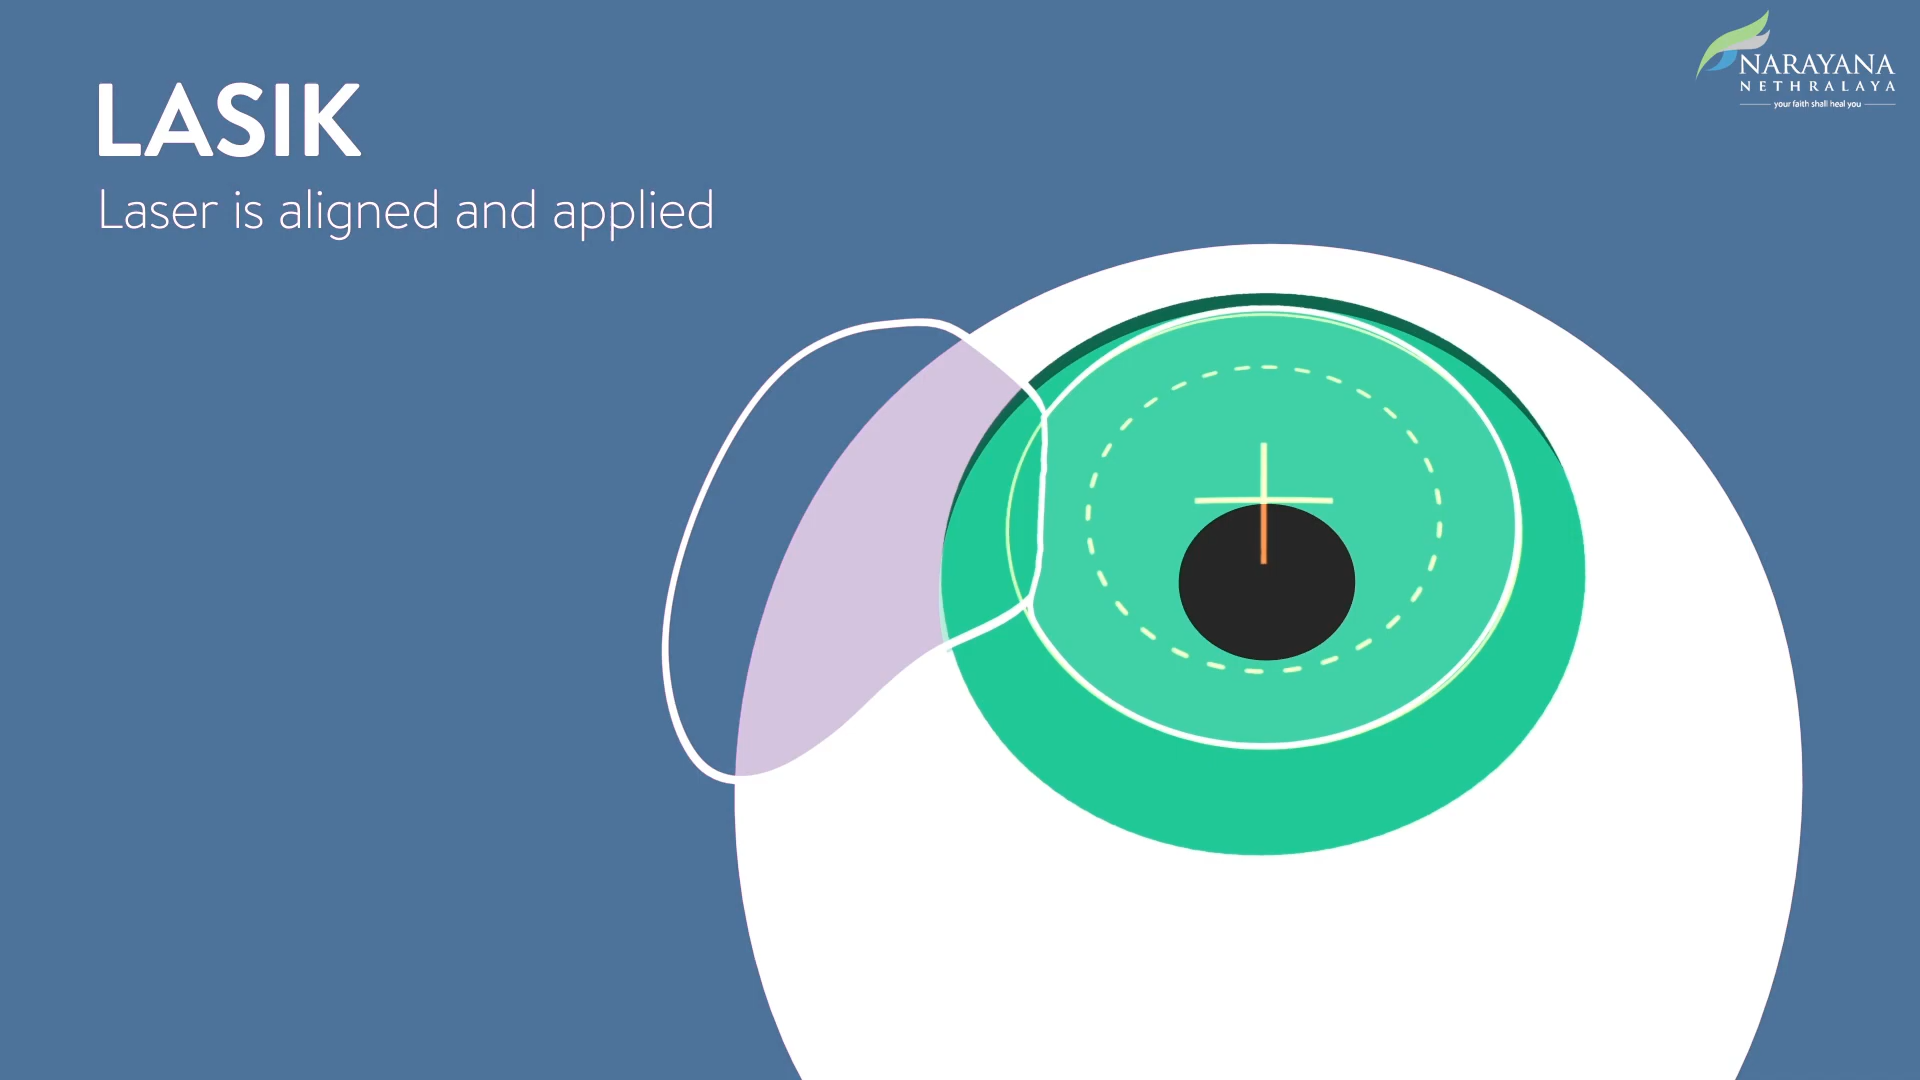 LASIK
Laser is aligned and applied
NARAYANA
NETHRALAYA
your faith shall heal you